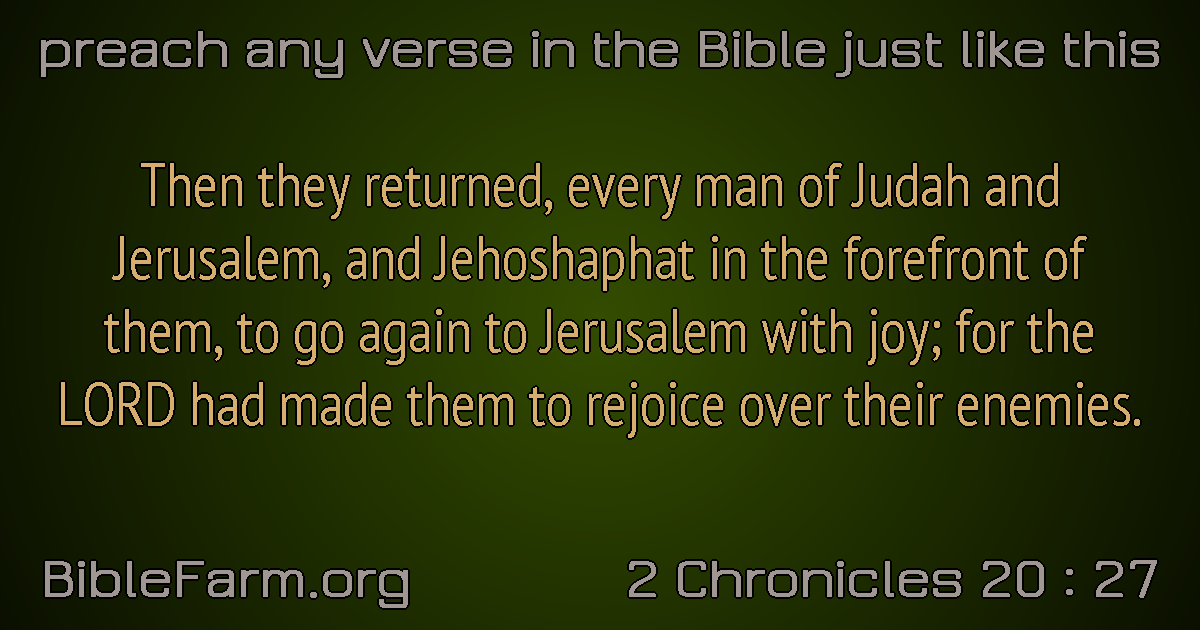 preach any verse in the Bible just like this
Then they returned, every man of Judah and
Jerusalem, and Jehoshaphat in the forefront of
them, to go again to Jerusalem with joy; for the
LORD had made them to rejoice over their enemies.
BibleFarm.org
2 Chronicles 20 : 27